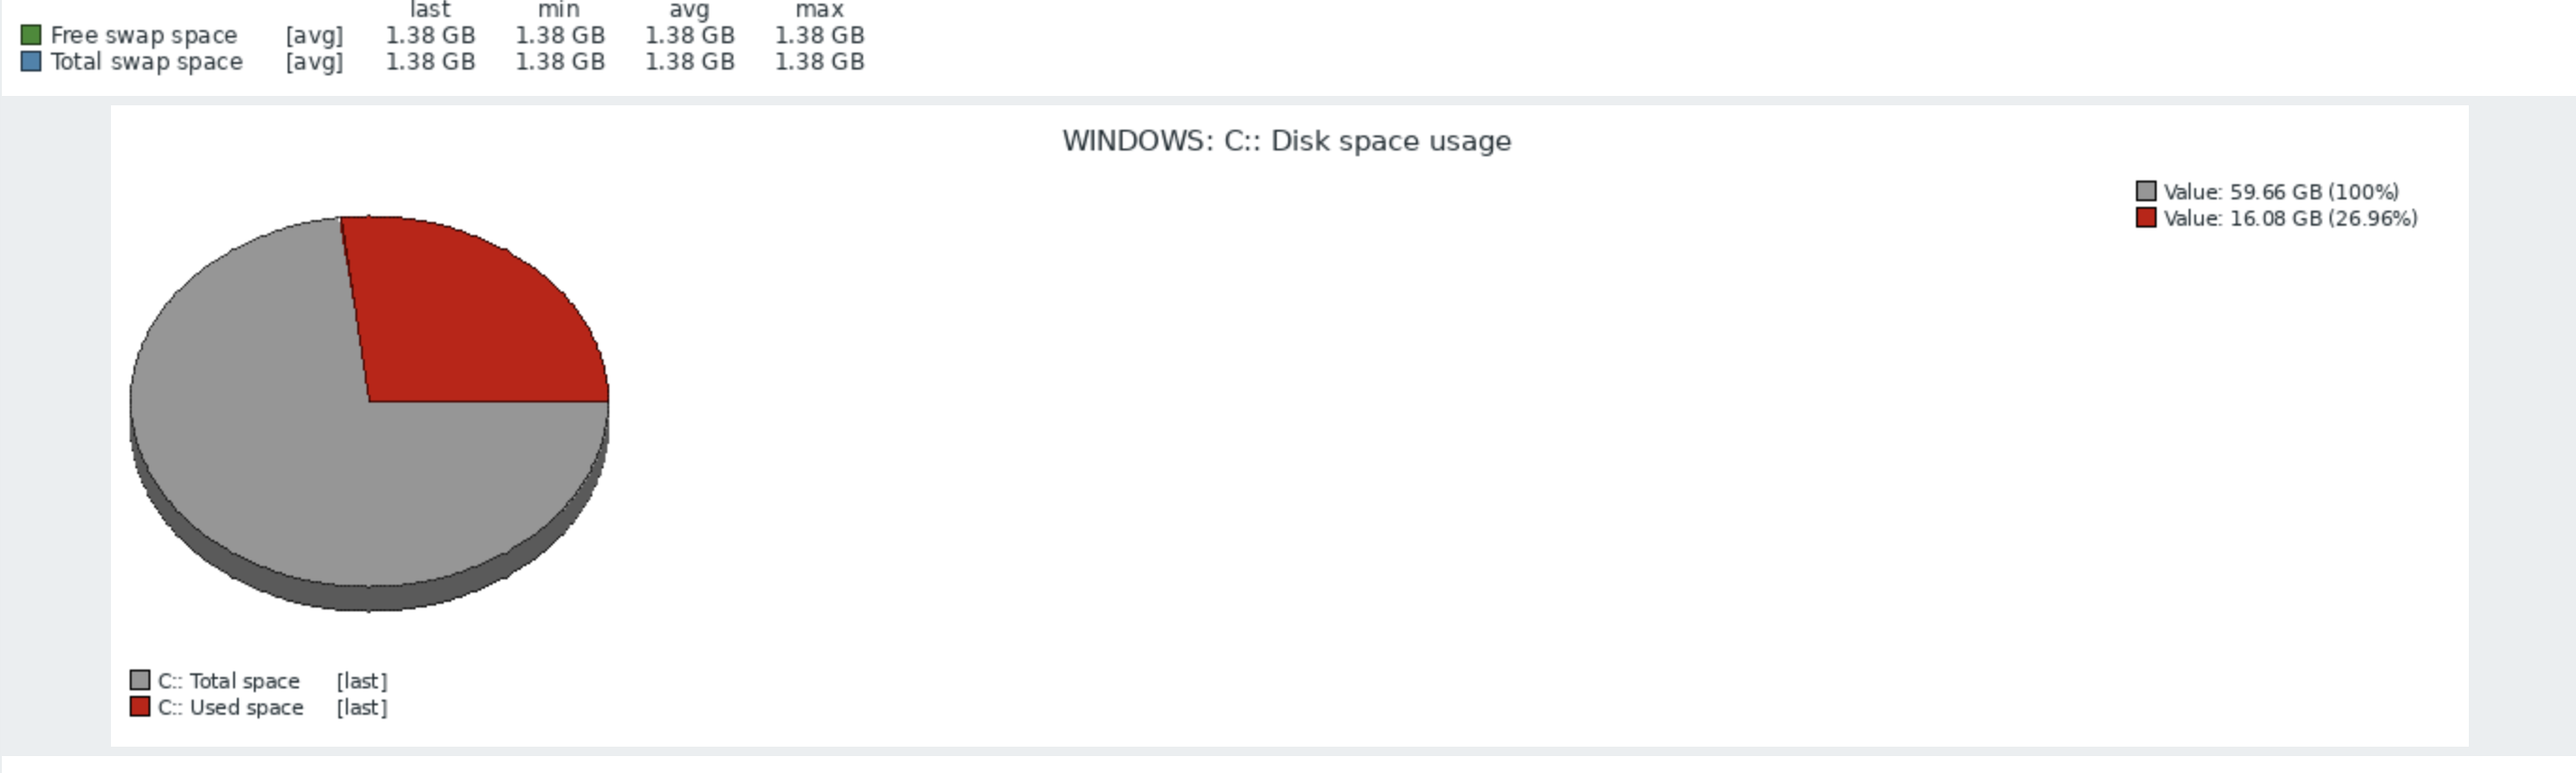 last min avg max
Free swap space [avg] 1.38 GB 1.38 GB 1.38 GB 1.38 GB
Total swap space [avg] 1.38 GB 1.38 GB 1.38 GB 1.38 GB
WINDOWS: C:: Disk space usage
Value: 59.66 GB (100%)
Value: 16.08 GB (26.96%)
C:: Total space [last]
C:: Used space [last]